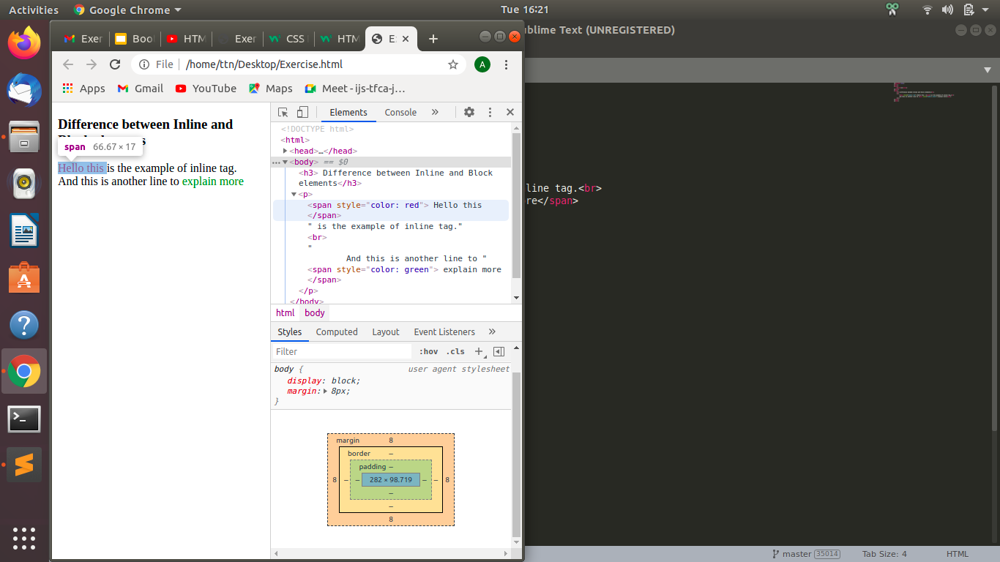 Activities
Google Chrome
Tue 16:21
Sublime Text (UNREGISTERED)
Exer
Boo
HTM
Exer
CSS
HTM
E
File
/home/ttn/Desktop/Exercise.html
A
Apps
Gmail
YouTube
Maps
Meet - ijs-tfca-j…
Difference between Inline and
span 66.67 × 17
Hello this is the example of inline tag.
And this is another line to explain more
Elements
Console
<!DOCTYPE html>
<html>
<head>…</head>
<body> == $0
<h3> Difference between Inline and Block
elements</h3>
<p>
<span style="color: red"> Hello this
</span>
" is the example of inline tag."
<br>
"
And this is another line to "
<span style="color: green"> explain more
</span>
</p>
</body>
html body
Styles
Computed
Layout
Event Listeners
Filter
:hov .cls
body {
user agent stylesheet
display: block;
margin: 8px;
}
margin 8
border –
padding –
8 – – 282 × 98.719 – – 8
–
–
8
line tag.<br>
re</span>
master 35014
Tab Size: 4
HTML